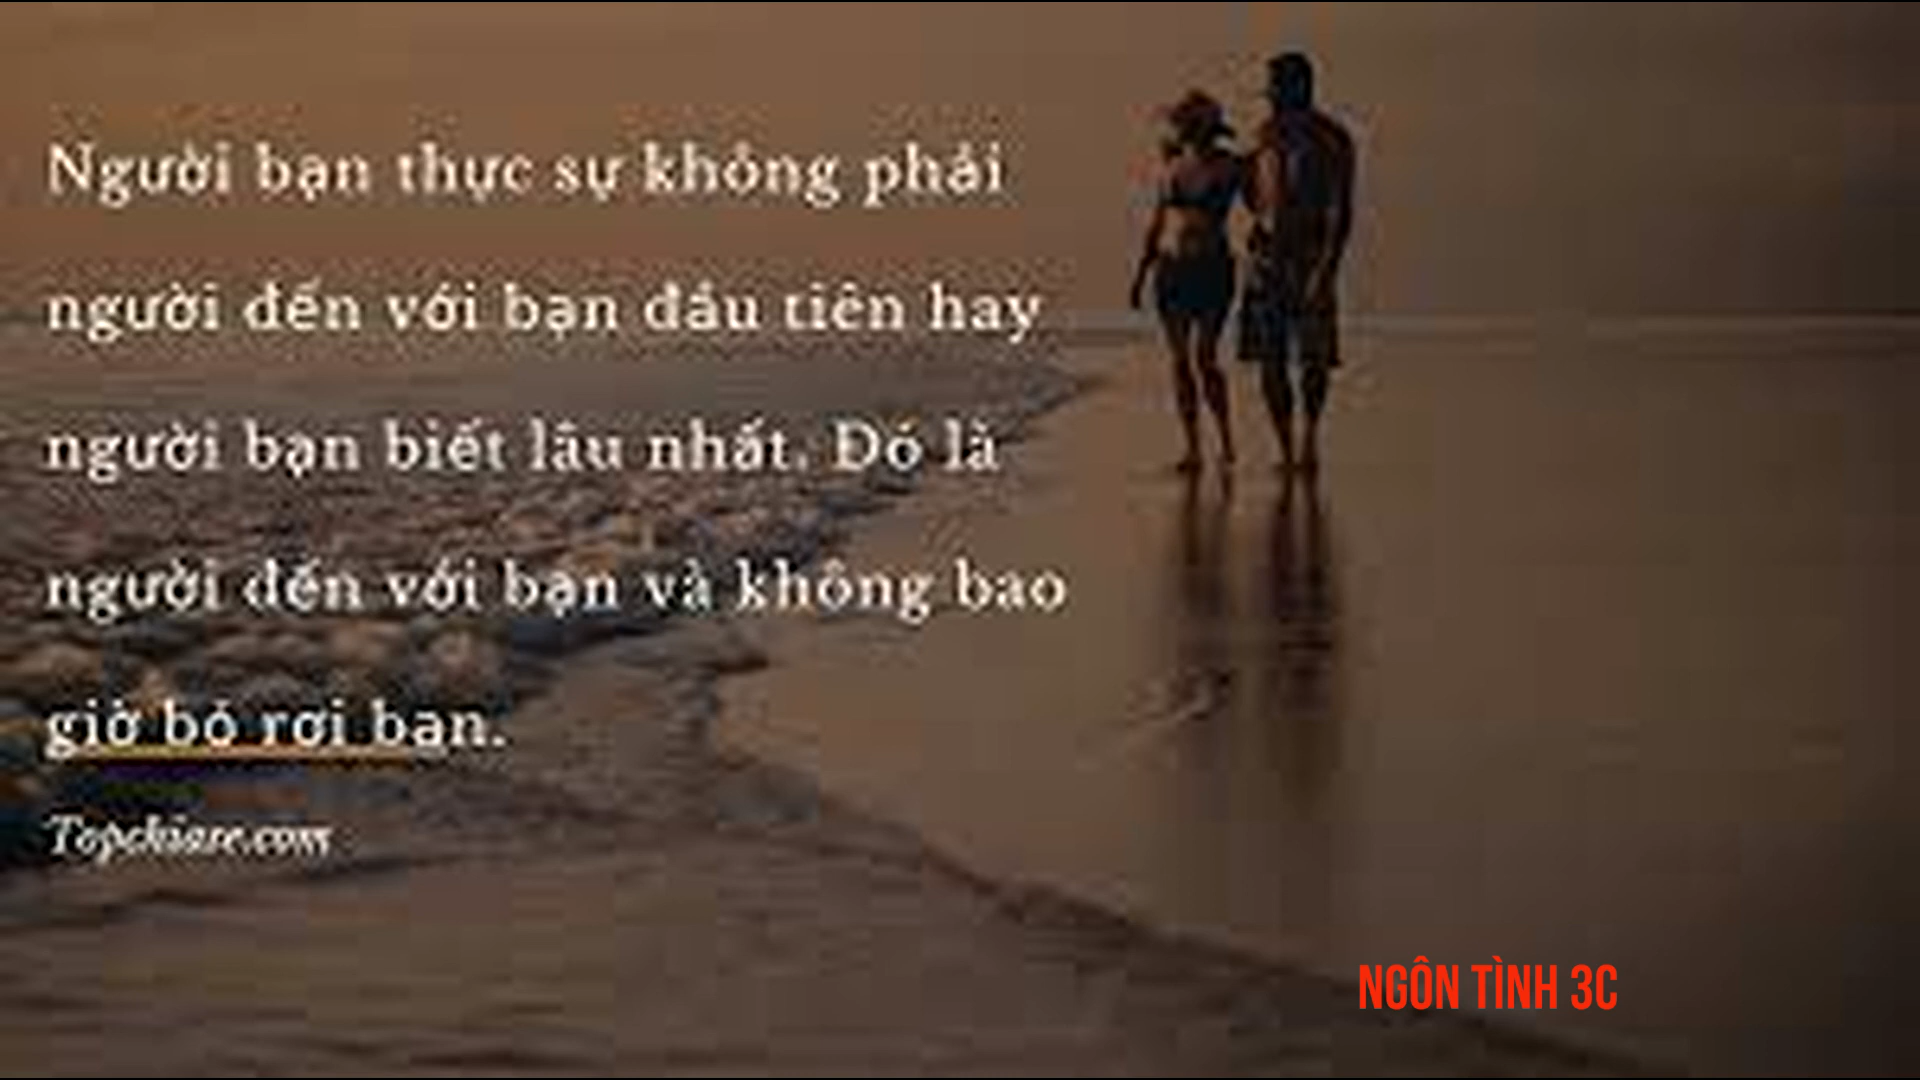 Người bạn thực sự không phải
người đến với bạn đầu tiên hay
người bạn biết lâu nhất. Đó là
người đến với bạn và không bao
giờ bỏ rơi bạn.
Topchiase.com
NGÔN TÌNH 3C